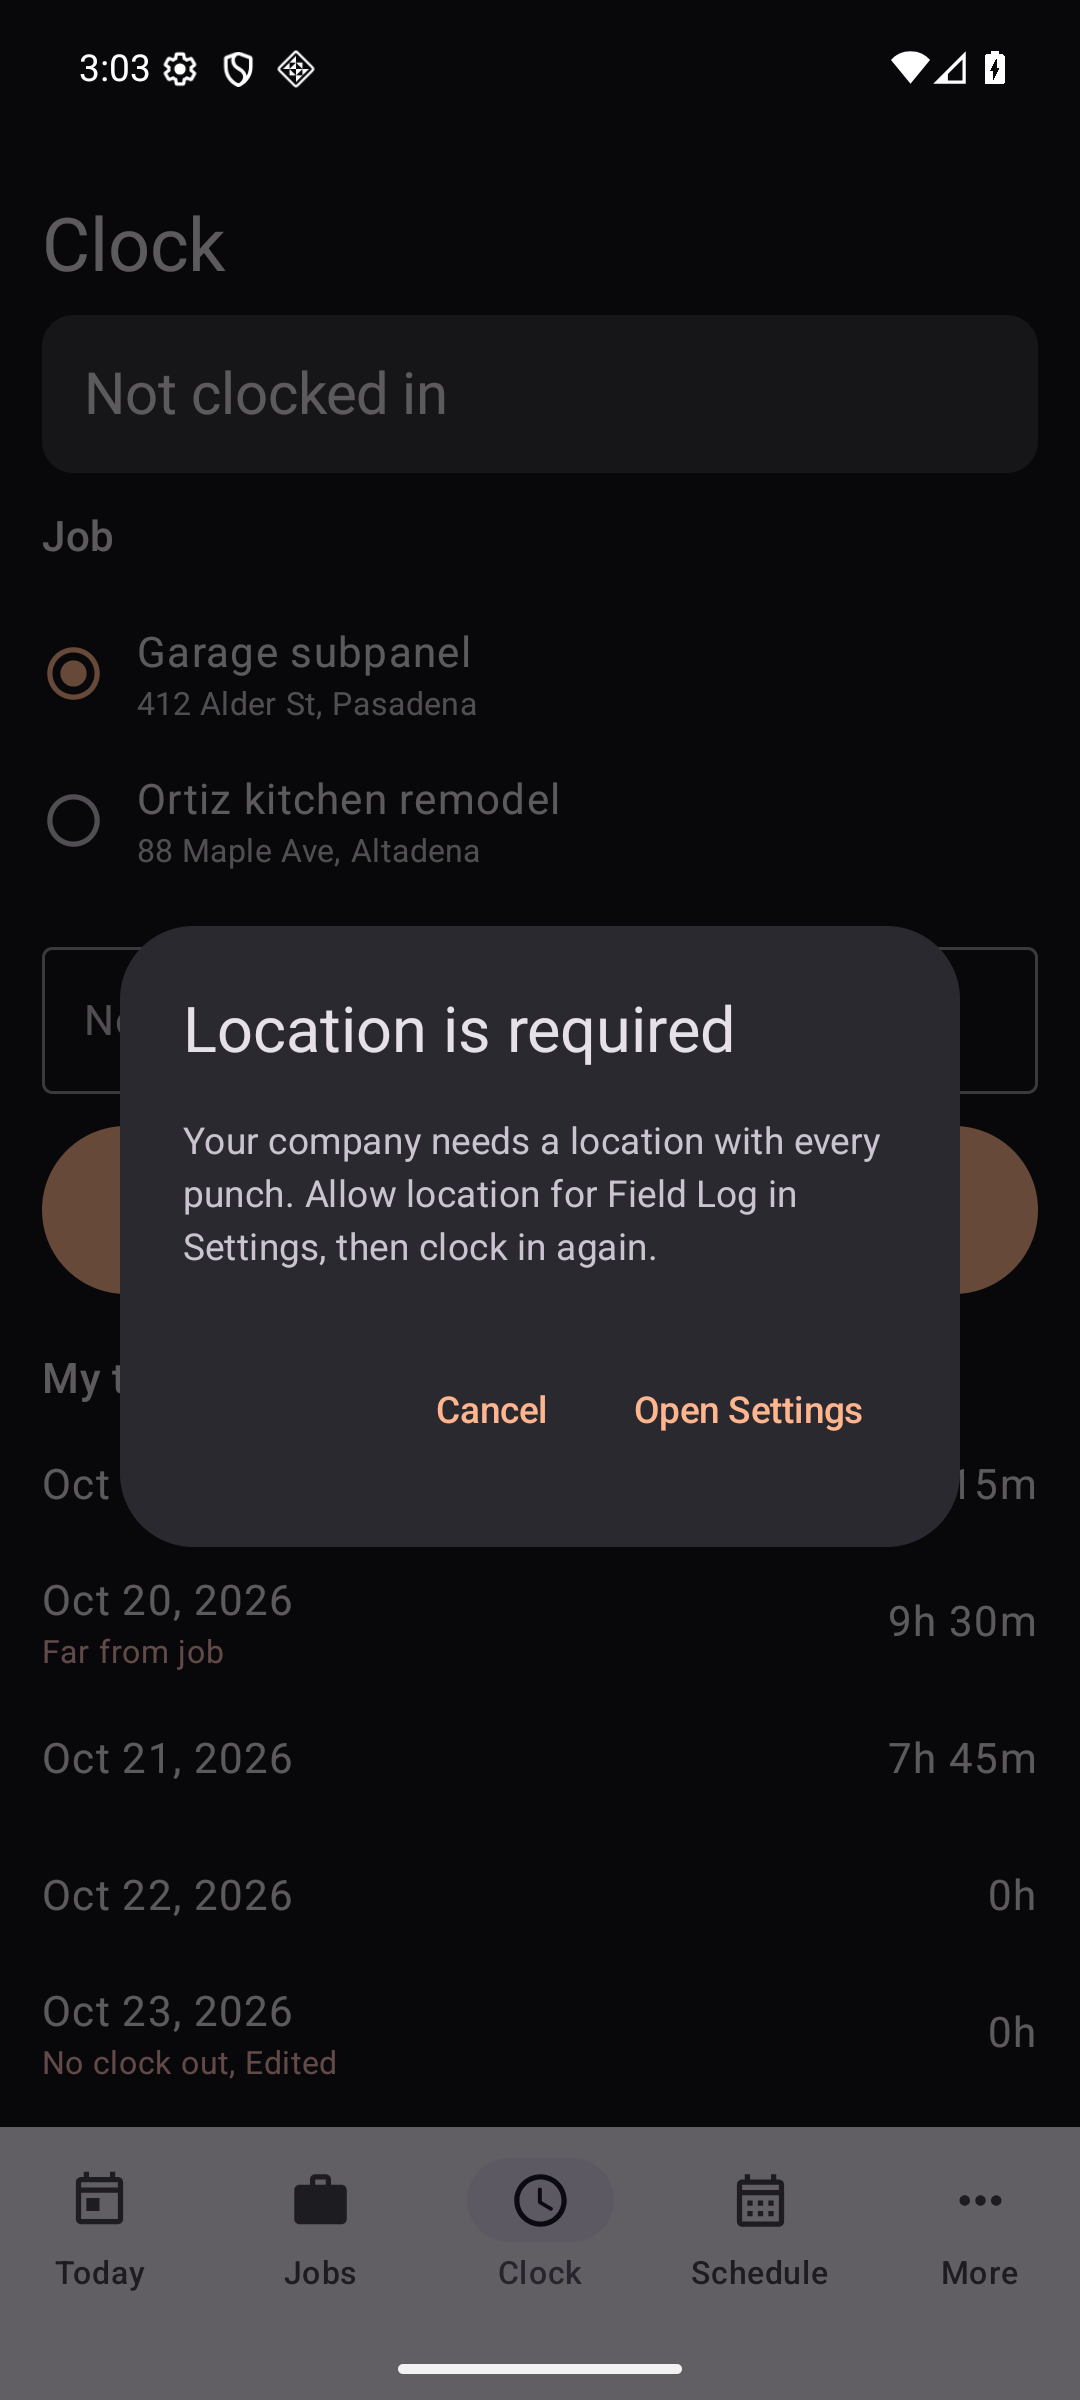 3:03
Clock
Not clocked in
Job
Garage subpanel
412 Alder St, Pasadena
Ortiz kitchen remodel
88 Maple Ave, Altadena
Location is required
Your company needs a location with every
punch. Allow location for Field Log in
Settings, then clock in again.
Cancel Open Settings
My
Oct 15m
Oct 20, 2026 9h 30m
Far from job
Oct 21, 2026 7h 45m
Oct 22, 2026 0h
Oct 23, 2026 0h
No clock out, Edited
Today Jobs Clock Schedule More